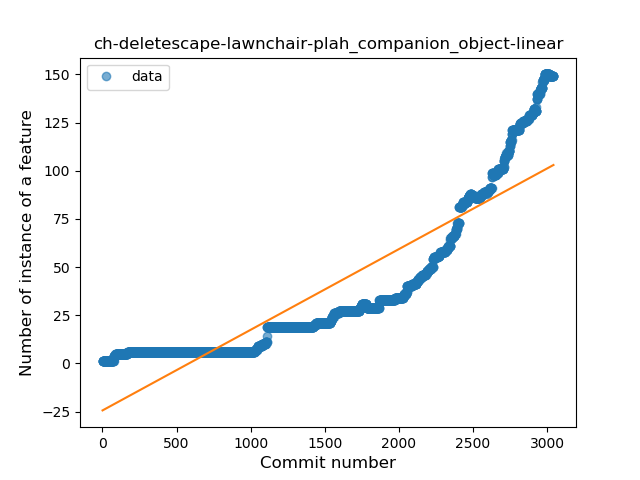 ch-deletescape-lawnchair-plah_companion_object-linear
data
Number of instance of a feature
150
125
100
75
50
25
0
−25
0 500 1000 1500 2000 2500 3000
Commit number